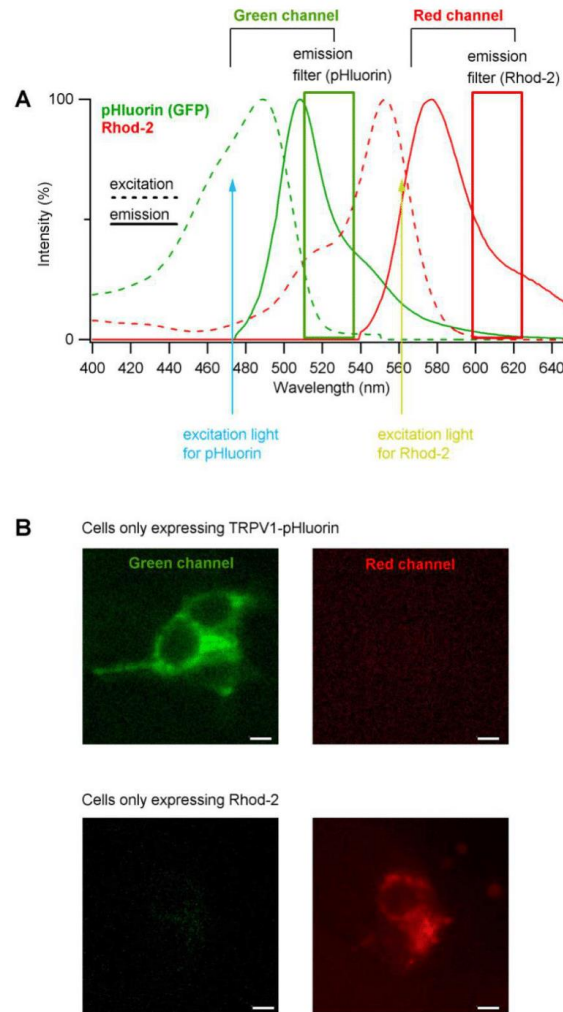 Green channel Red channel
emission
filter (pHluorin)
emission
filter (Rhod-2)
A
100
pHluorin (GFP)
Rhod-2
excitation
emission
Intensity (%)
0
400 420 440 460 480 500 520 540 560 580 600 620 640
Wavelength (nm)
excitation light
for pHluorin
excitation light
for Rhod-2
B
Cells only expressing TRPV1-pHluorin
Green channel Red channel
Cells only expressing Rhod-2